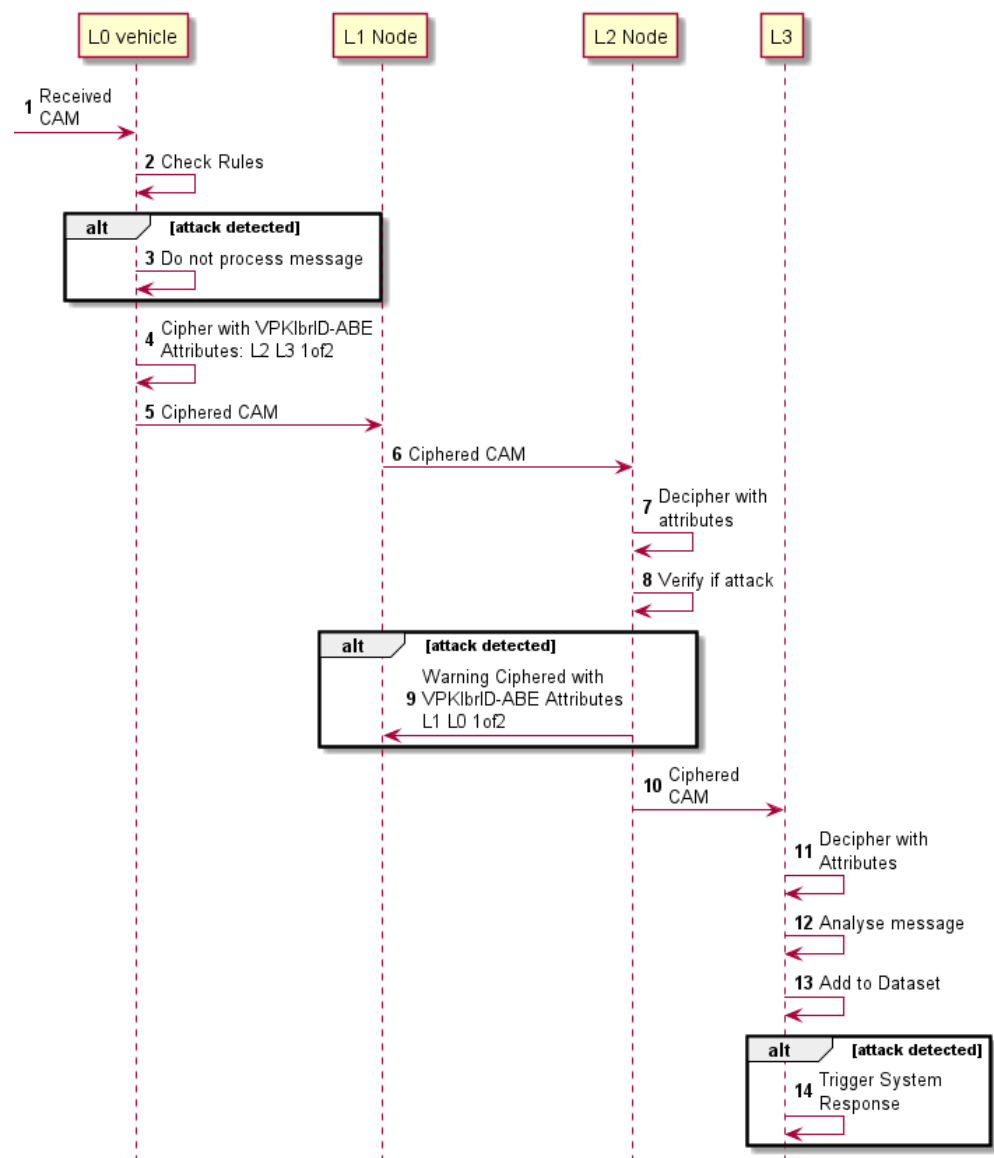 L0 vehicle
L1 Node
L2 Node
L3
1 Received
CAM
2 Check Rules
alt [attack detected]
3 Do not process message
4 Cipher with VPKIbrID-ABE
Attributes: L2 L3 1of2
5 Ciphered CAM
6 Ciphered CAM
7 Decipher with
attributes
8 Verify if attack
alt [attack detected]
Warning Ciphered with
9 VPKIbrID-ABE Attributes
L1 L0 1of2
10 Ciphered
CAM
11 Decipher with
Attributes
12 Analyse message
13 Add to Dataset
alt [attack detected]
14 Trigger System
Response